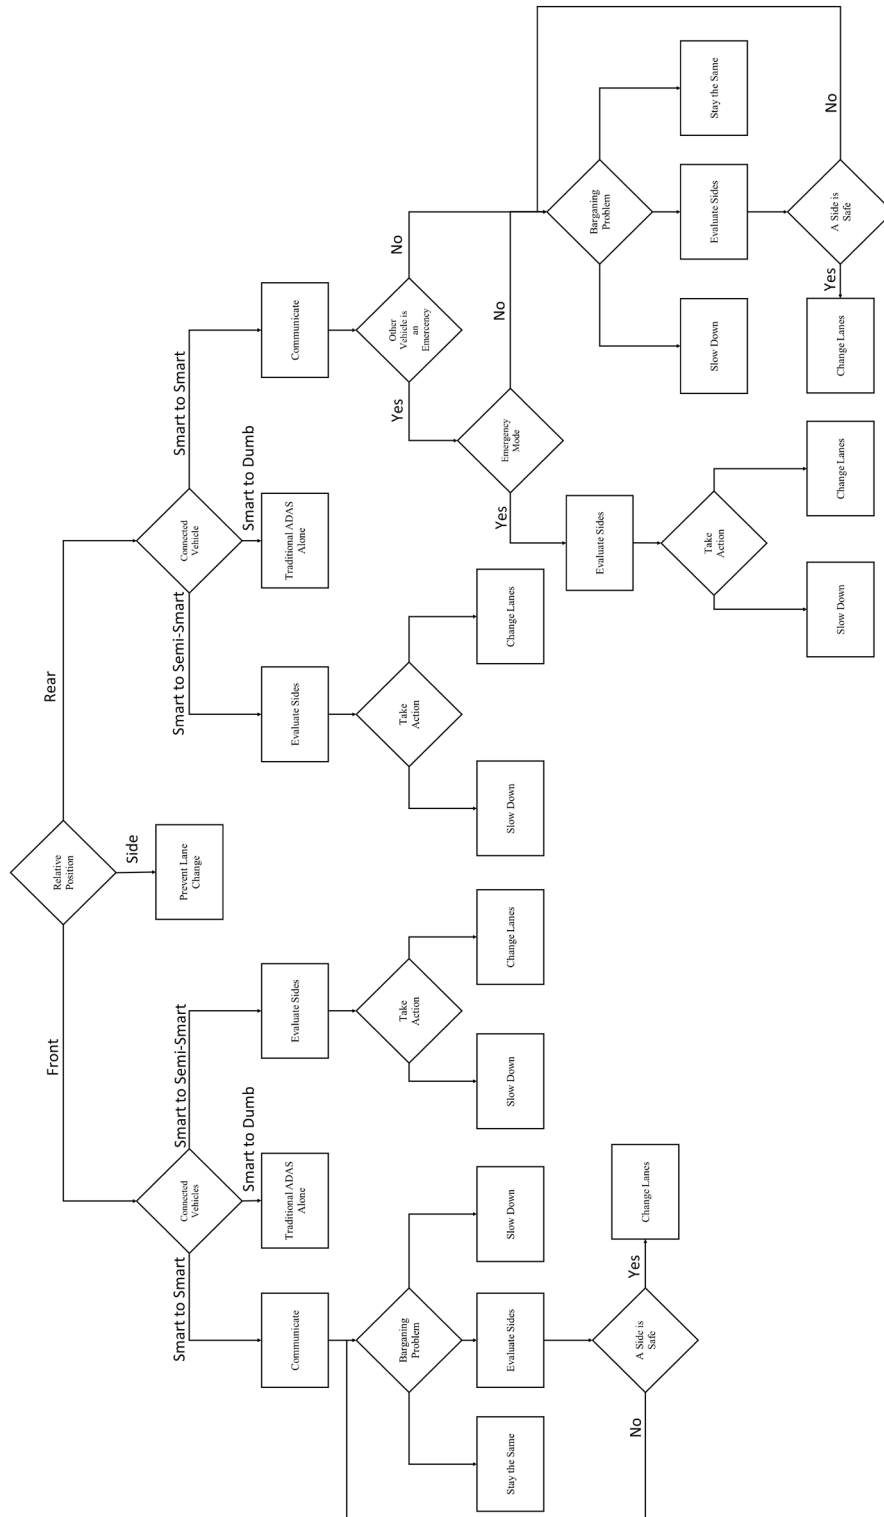 Relative
Position
Front
Side
Rear
Prevent Lane
Change
Connected
Vehicles
Smart to Smart
Smart to Dumb
Smart to Semi-Smart
Communicate
Traditional ADAS
Alone
Evaluate Sides
Barganing
Problem
Take
Action
Stay the Same
Evaluate Sides
Slow Down
Slow Down
Change Lanes
A Side is
Safe
No
Yes
Change Lanes
Connected Vehicle
Smart to Semi-Smart
Smart to Dumb
Smart to Smart
Evaluate Sides
Traditional ADAS
Alone
Communicate
Take
Action
Slow Down
Change Lanes
Other
Vehicle is
an
Emercency
Yes
No
Emergency
Mode
Yes
No
Evaluate Sides
Take
Action
Slow Down
Change Lanes
Barganing
Problem
Slow Down
Evaluate Sides
Stay the Same
A Side is
Safe
Yes
No
Change Lanes